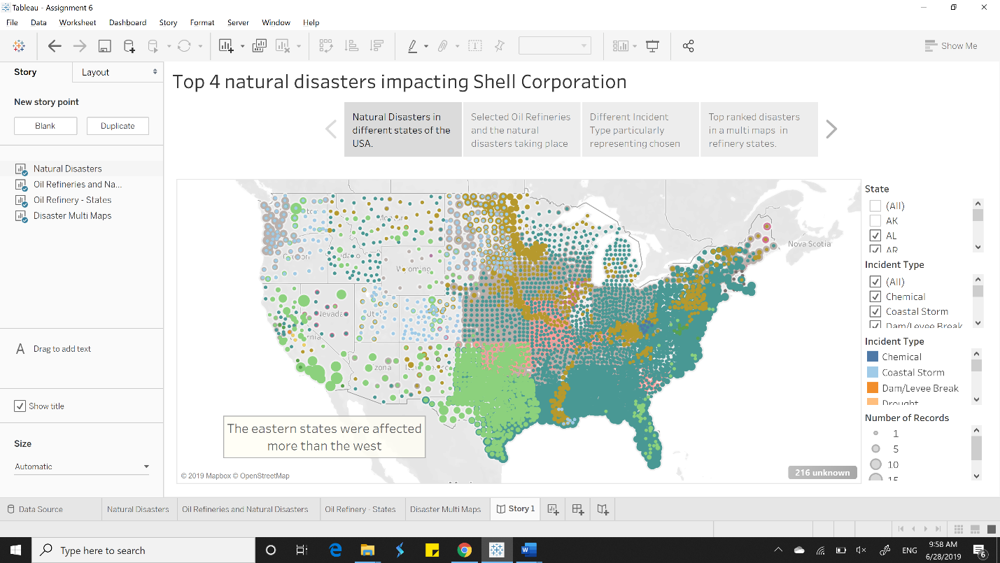 Tableau - Assignment 6
File Data Worksheet Dashboard Story Format Server Window Help
Show Me
Story Layout
New story point
Blank Duplicate
Natural Disasters
Oil Refineries and Na...
Oil Refinery - States
Disaster Multi Maps
A Drag to add text
Show title
Size
Automatic
Top 4 natural disasters impacting Shell Corporation
Natural Disasters in
different states of the
USA.
Selected Oil Refineries
and the natural
disasters taking place
Different Incident
Type particularly
representing chosen
Top ranked disasters
in a multi maps in
refinery states.
Nova Scotia
Nevada
The eastern states were affected
more than the west
© 2019 Mapbox © OpenStreetMap
216 unknown
State
(All)
AK
AL
AR
Incident Type
(All)
Chemical
Coastal Storm
Dam/Levee Break
Incident Type
Chemical
Coastal Storm
Dam/Levee Break
Drought
Number of Records
1
5
10
15
Data Source Natural Disasters Oil Refineries and Natural Disasters Oil Refinery - States Disaster Multi Maps Story 1
Type here to search
ENG
9:58 AM
6/28/2019
6